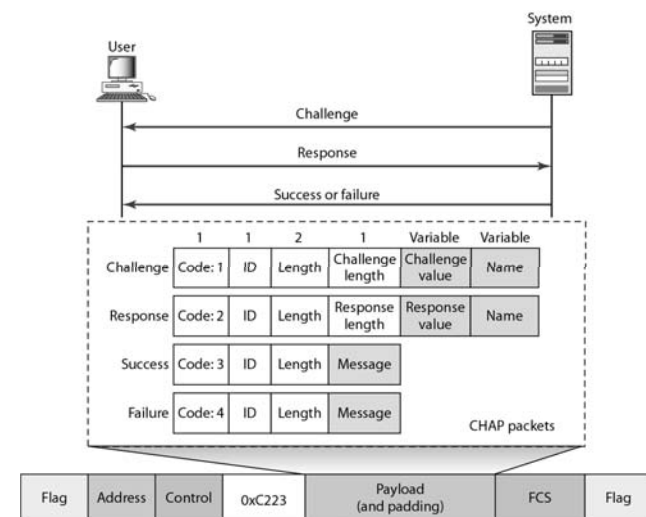 System
User
Challenge
Response
Success or failure
1 1 2 1 Variable Variable
Challenge Code: 1 ID Length Challenge length Challenge value Name
Response Code: 2 ID Length Response length Response value Name
Success Code: 3 ID Length Message
Failure Code: 4 ID Length Message
CHAP packets
Flag Address Control 0xC223 Payload (and padding) FCS Flag